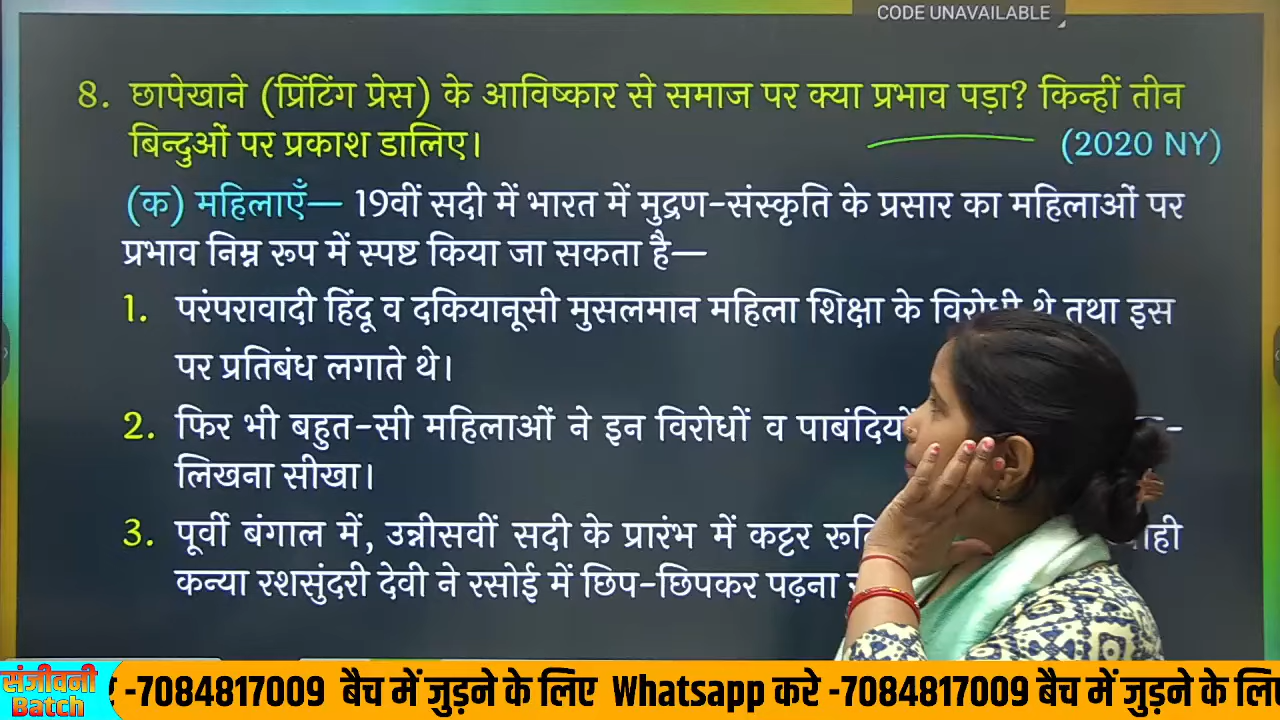 CODE UNAVAILABLE
8. छापेखाने (प्रिंटिंग प्रेस) के आविष्कार से समाज पर क्या प्रभाव पड़ा? किन्हीं तीन
बिन्दुओं पर प्रकाश डालिए।
(2020 NY)
(क) महिलाएँ— 19वीं सदी में भारत में मुद्रण-संस्कृति के प्रसार का महिलाओं पर
प्रभाव निम्न रूप में स्पष्ट किया जा सकता है—
1. परंपरावादी हिंदू व दकियानूसी मुसलमान महिला शिक्षा के विरोधी थे तथा इस
पर प्रतिबंध लगाते थे।
2. फिर भी बहुत-सी महिलाओं ने इन विरोधों व
लिखना सीखा।
3. पूर्वी बंगाल में, उन्नीसवीं सदी के प्रारंभ में कट्टर
कन्या रशसुंदरी देवी ने रसोई में छिप-छिपकर पढ़ना
संजीवनी
Batch
-7084817009 बैच में जुड़ने के लिए Whatsapp करे -7084817009 बैच में जुड़ने के